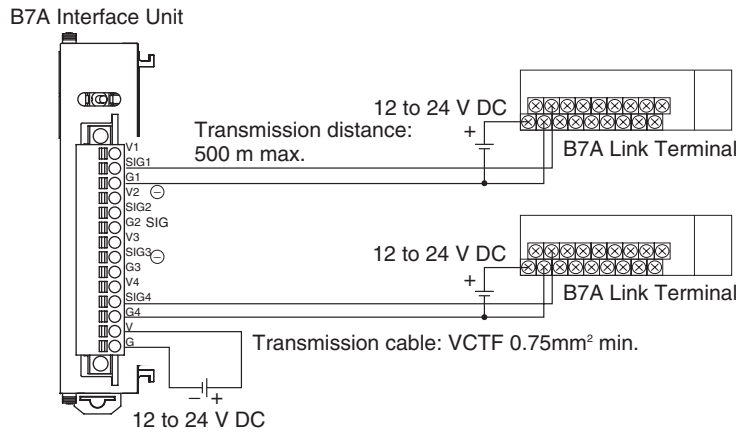 B7A Interface Unit
12 to 24 V DC
+
Transmission distance:
500 m max.
B7A Link Terminal
V1
SIG1
G1
V2 −
SIG2
G2 SIG
V3
SIG3 −
G3
V4
SIG4
G4
V
G
12 to 24 V DC
+
B7A Link Terminal
Transmission cable: VCTF 0.75mm² min.
− +
12 to 24 V DC